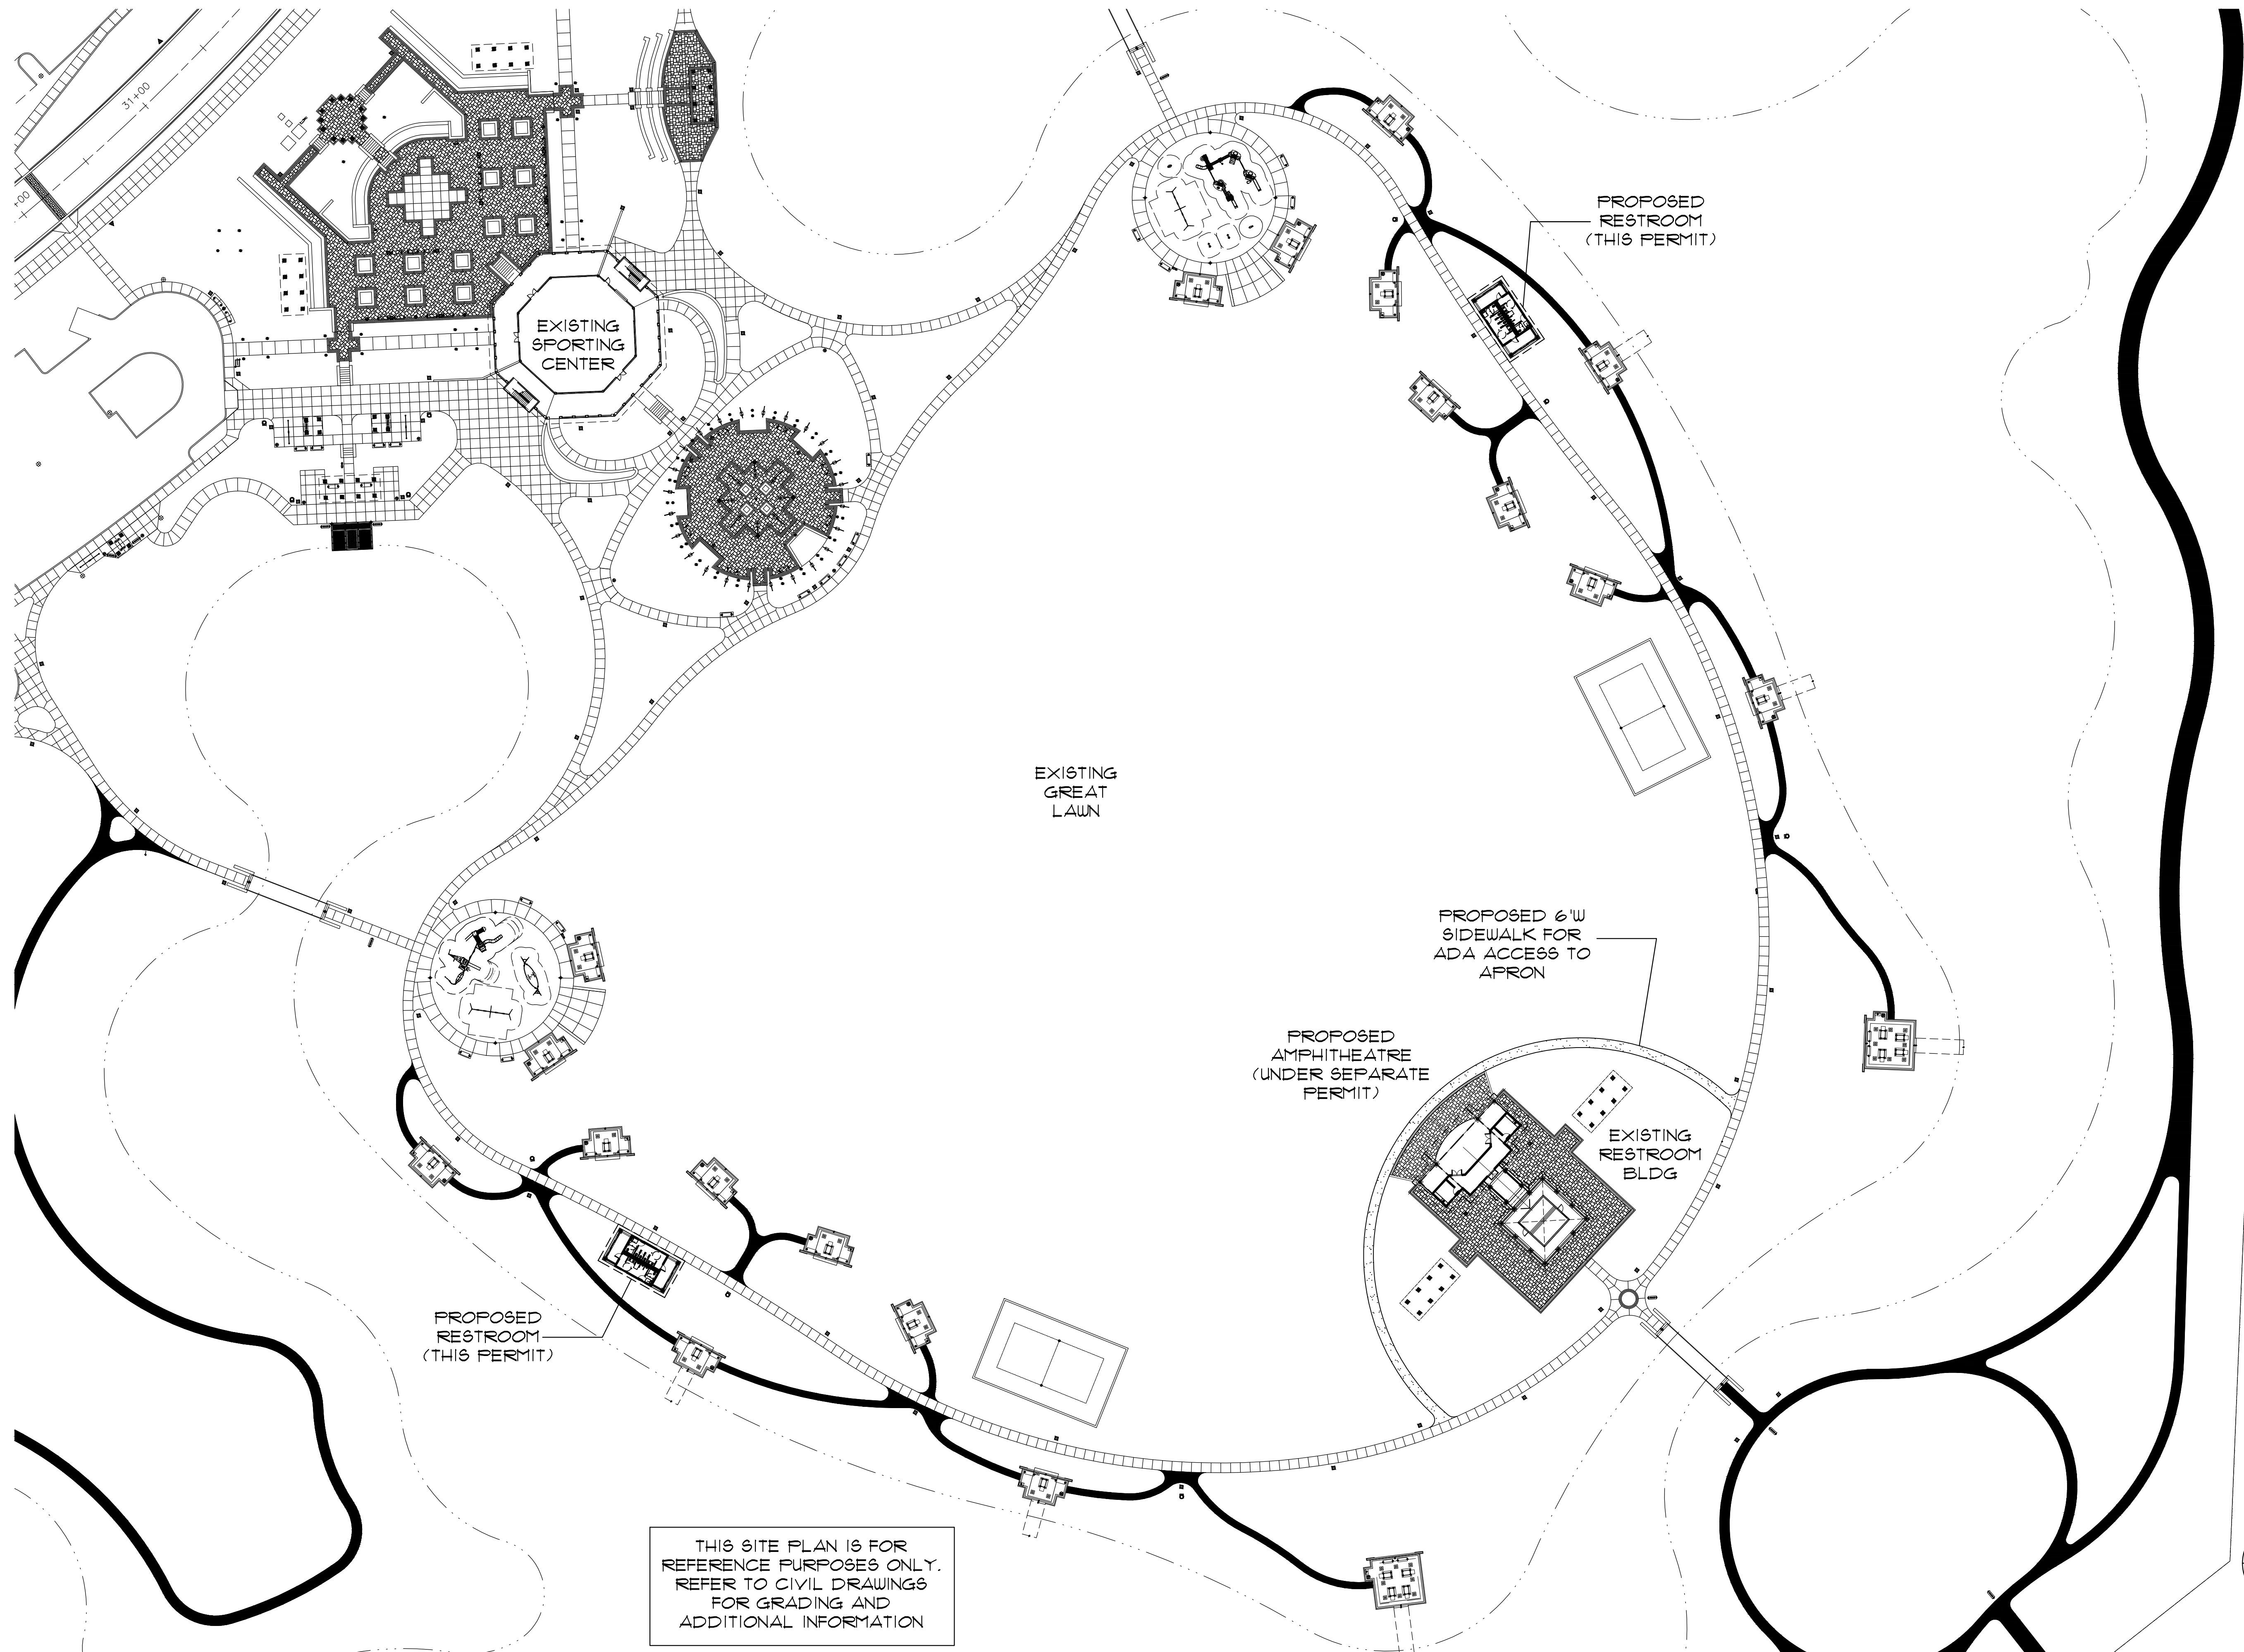 31+00
+00
PROPOSED
RESTROOM
(THIS PERMIT)
EXISTING
SPORTING
CENTER
EXISTING
GREAT
LAWN
PROPOSED 6'W
SIDEWALK FOR
ADA ACCESS TO
APRON
PROPOSED
AMPHITHEATRE
(UNDER SEPARATE
PERMIT)
EXISTING
RESTROOM
BLDG
PROPOSED
RESTROOM
(THIS PERMIT)
THIS SITE PLAN IS FOR
REFERENCE PURPOSES ONLY.
REFER TO CIVIL DRAWINGS
FOR GRADING AND
ADDITIONAL INFORMATION